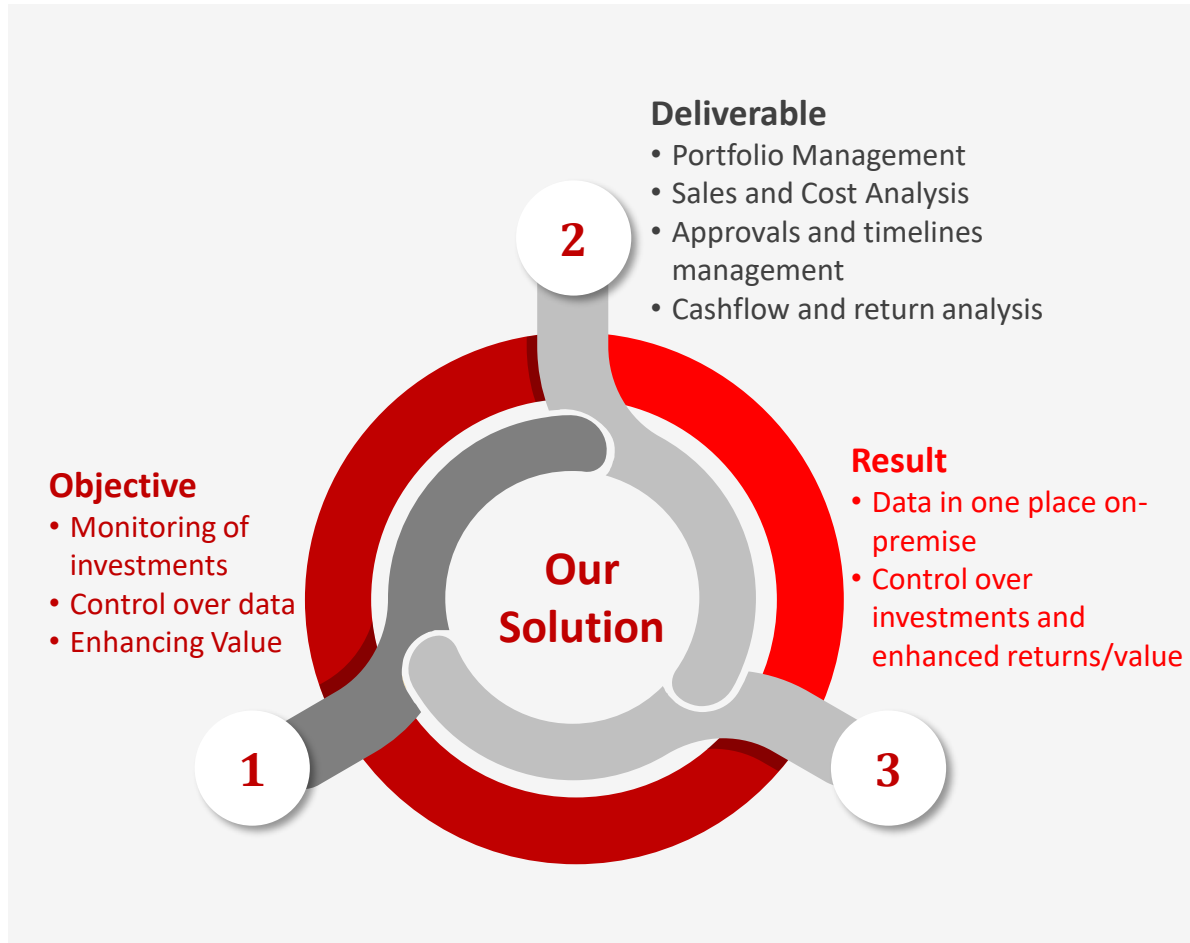 Deliverable
• Portfolio Management
• Sales and Cost Analysis
• Approvals and timelines
management
• Cashflow and return analysis
2
Objective
• Monitoring of
investments
• Control over data
• Enhancing Value
Our
Solution
Result
• Data in one place on-
premise
• Control over
investments and
enhanced returns/value
1
3